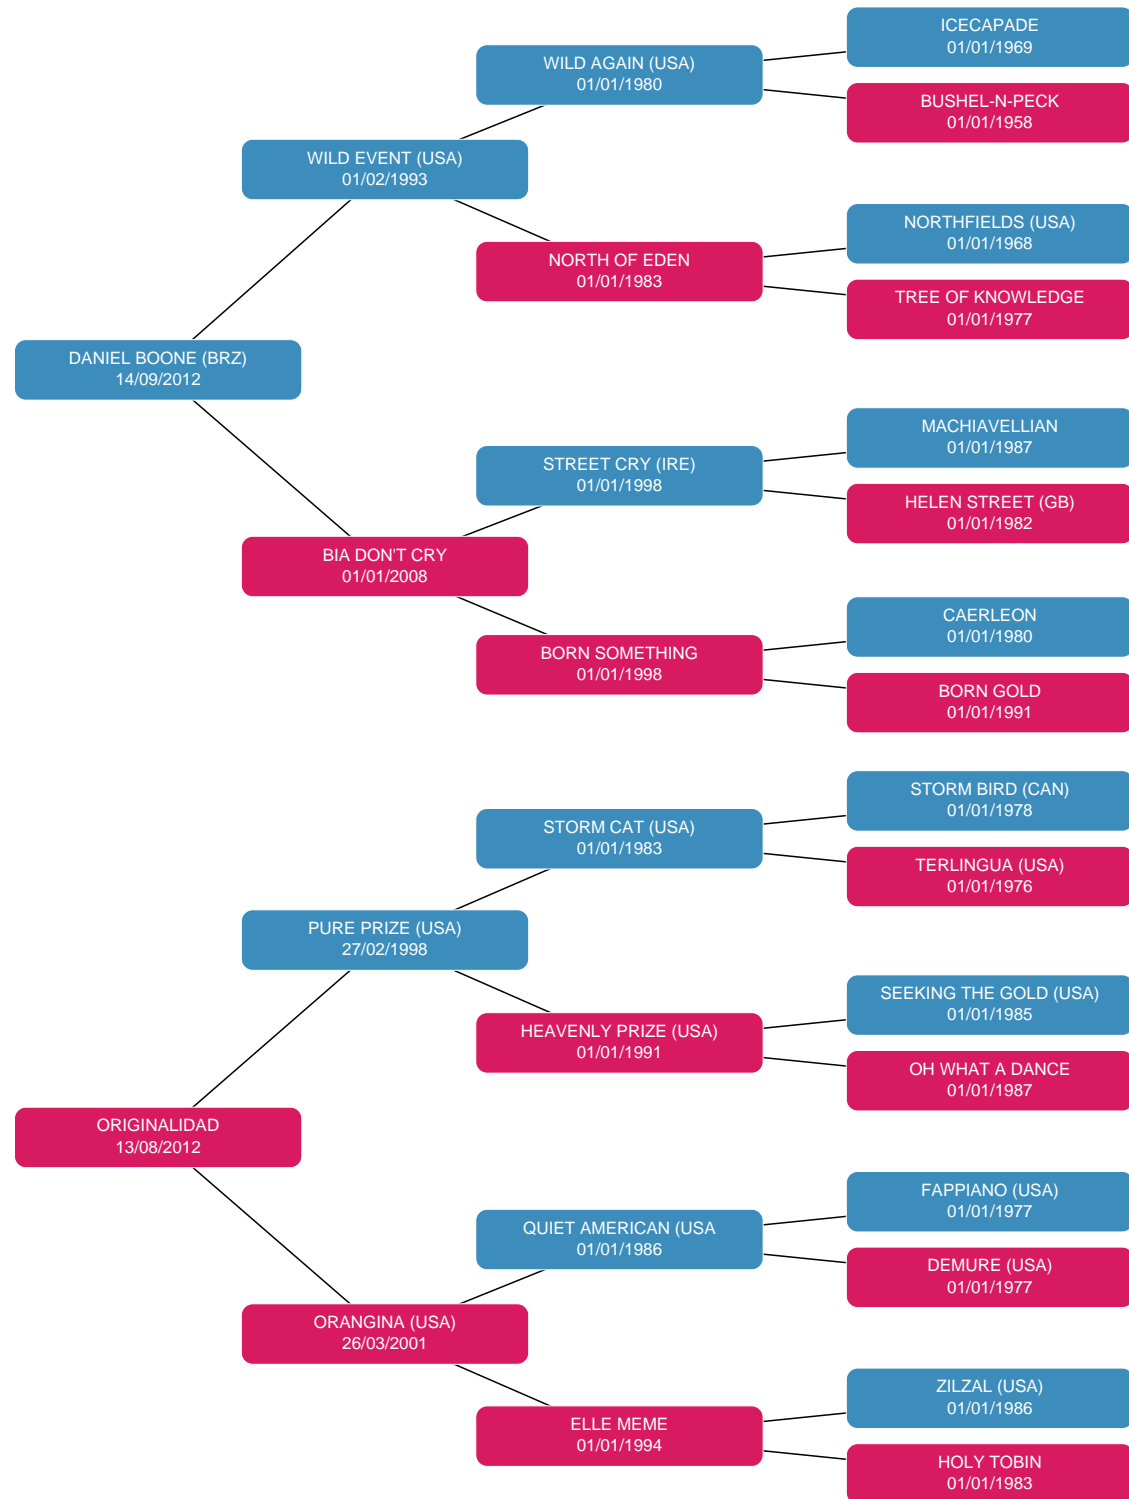 ICECAPADE
01/01/1969
WILD AGAIN (USA)
01/01/1980
BUSHEL-N-PECK
01/01/1958
WILD EVENT (USA)
01/02/1993
NORTHFIELDS (USA)
01/01/1968
NORTH OF EDEN
01/01/1983
TREE OF KNOWLEDGE
01/01/1977
DANIEL BOONE (BRZ)
14/09/2012
MACHIAVELLIAN
01/01/1987
STREET CRY (IRE)
01/01/1998
HELEN STREET (GB)
01/01/1982
BIA DON'T CRY
01/01/2008
CAERLEON
01/01/1980
BORN SOMETHING
01/01/1998
BORN GOLD
01/01/1991
STORM BIRD (CAN)
01/01/1978
STORM CAT (USA)
01/01/1983
TERLINGUA (USA)
01/01/1976
PURE PRIZE (USA)
27/02/1998
SEEKING THE GOLD (USA)
01/01/1985
HEAVENLY PRIZE (USA)
01/01/1991
OH WHAT A DANCE
01/01/1987
ORIGINALIDAD
13/08/2012
FAPPIANO (USA)
01/01/1977
QUIET AMERICAN (USA
01/01/1986
DEMURE (USA)
01/01/1977
ORANGINA (USA)
26/03/2001
ZILZAL (USA)
01/01/1986
ELLE MEME
01/01/1994
HOLY TOBIN
01/01/1983